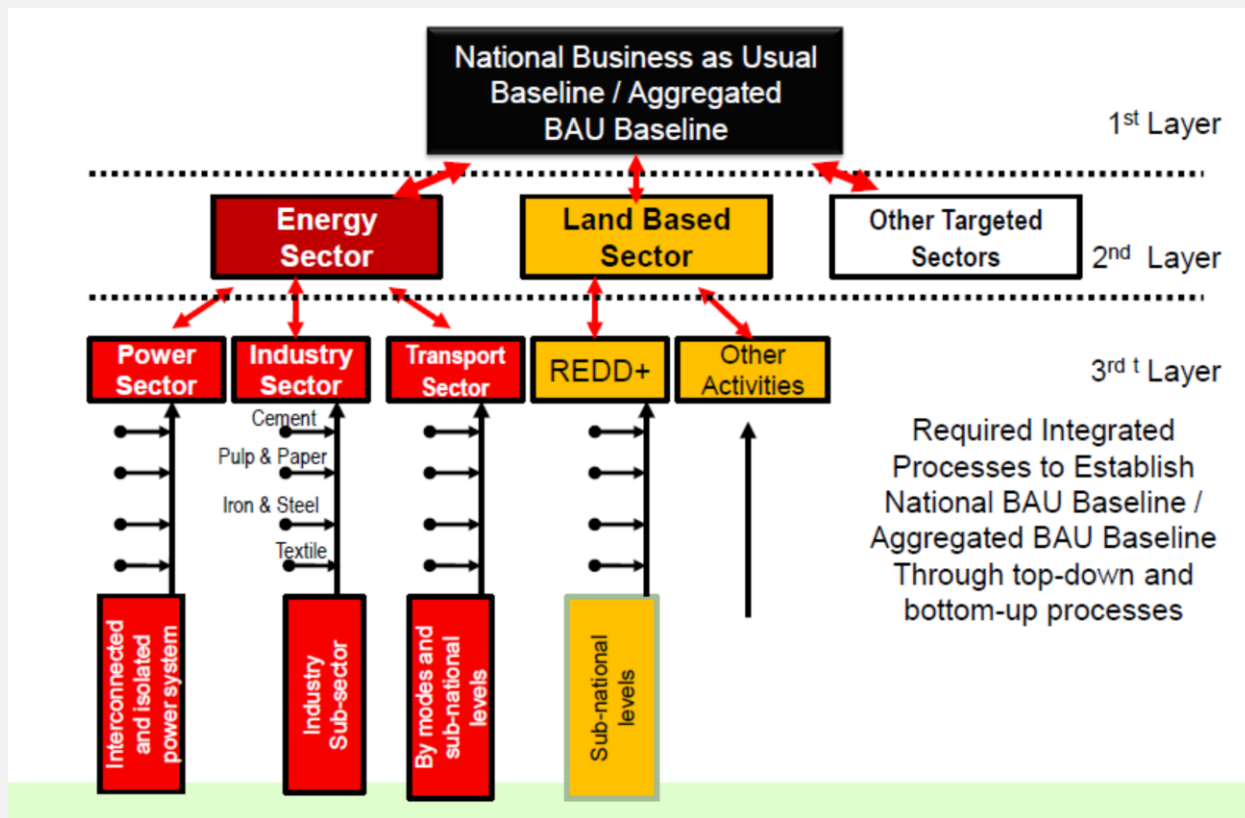 National Business as Usual
Baseline / Aggregated
BAU Baseline
1st Layer
Energy
Sector
Land Based
Sector
Other Targeted
Sectors
2nd Layer
Power
Sector
Industry
Sector
Transport
Sector
REDD+
Other
Activities
3rd t Layer
Cement
Pulp & Paper
Iron & Steel
Textile
Required Integrated
Processes to Establish
National BAU Baseline /
Aggregated BAU Baseline
Through top-down and
bottom-up processes
Interconnected
and isolated
power system
Industry
Sub-sector
By modes and
sub-national
levels
Sub-national
levels